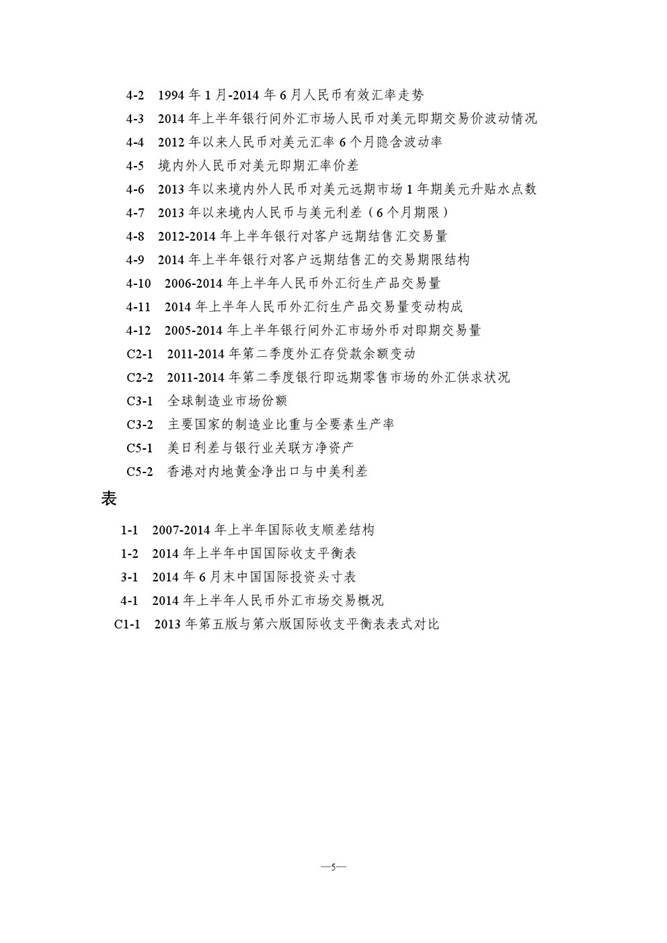 4-2 1994 年 1 月-2014 年 6 月人民币有效汇率走势
4-3 2014 年上半年银行间外汇市场人民币对美元即期交易价波动情况
4-4 2012 年以来人民币对美元汇率 6 个月隐含波动率
4-5 境内外人民币对美元即期汇率价差
4-6 2013 年以来境内外人民币对美元远期市场 1 年期美元升贴水点数
4-7 2013 年以来境内人民币与美元利差（6 个月期限）
4-8 2012-2014 年上半年银行对客户远期结售汇交易量
4-9 2014 年上半年银行对客户远期结售汇的交易期限结构
4-10 2006-2014 年上半年人民币外汇衍生产品交易量
4-11 2014 年上半年人民币外汇衍生产品交易量变动构成
4-12 2005-2014 年上半年银行间外汇市场外币对即期交易量
C2-1 2011-2014 年第二季度外汇存贷款余额变动
C2-2 2011-2014 年第二季度银行即远期零售市场的外汇供求状况
C3-1 全球制造业市场份额
C3-2 主要国家的制造业比重与全要素生产率
C5-1 美日利差与银行业关联方净资产
C5-2 香港对内地黄金净出口与中美利差
表
1-1 2007-2014 年上半年国际收支顺差结构
1-2 2014 年上半年中国国际收支平衡表
3-1 2014 年 6 月末中国国际投资头寸表
4-1 2014 年上半年人民币外汇市场交易概况
C1-1 2013 年第五版与第六版国际收支平衡表表式对比
—5—